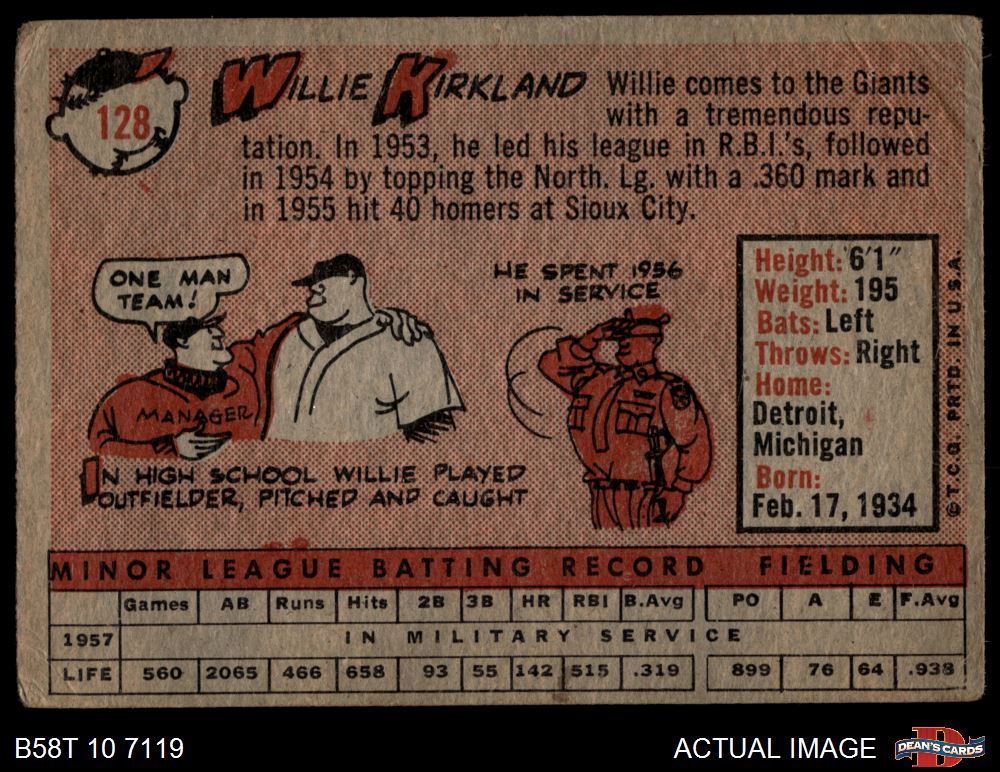 128
WILLIE KIRKLAND
Willie comes to the Giants
with a tremendous repu-
tation. In 1953, he led his league in R.B.I.'s, followed
in 1954 by topping the North. Lg. with a .360 mark and
in 1955 hit 40 homers at Sioux City.
ONE MAN
TEAM!
MANAGER
IN HIGH SCHOOL WILLIE PLAYED
OUTFIELDER, PITCHED AND CAUGHT
HE SPENT 1956
IN SERVICE
Height: 6'1"
Weight: 195
Bats: Left
Throws: Right
Home:
Detroit,
Michigan
Born:
Feb. 17, 1934
© T.C.G. PRTD. IN U.S.A.
MINOR LEAGUE BATTING RECORD FIELDING
Games AB Runs Hits 2B 3B HR RBI B.Avg PO A E F.Avg
1957 IN MILITARY SERVICE
LIFE 560 2065 466 658 93 55 142 515 .319 899 76 64 .938
B58T 10 7119
ACTUAL IMAGE
D
DEAN'S CARDS